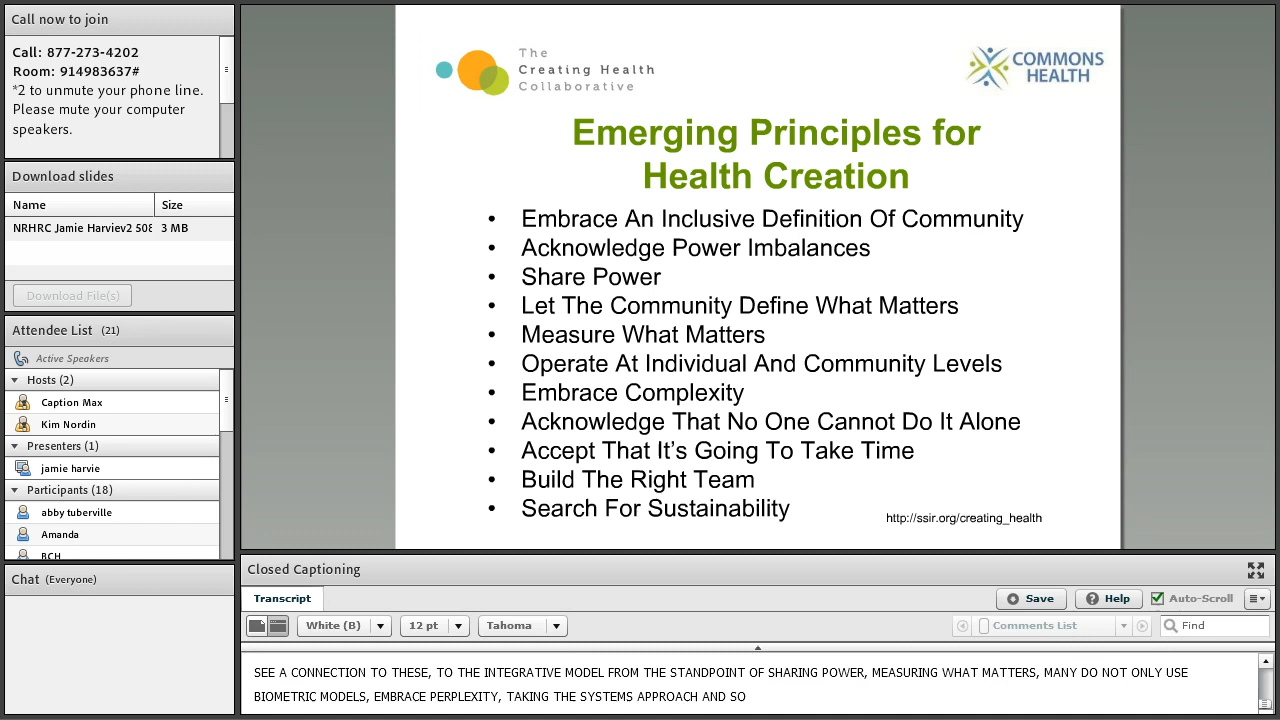 Call now to join
Call: 877-273-4202
Room: 914983637#
*2 to unmute your phone line.
Please mute your computer
speakers.
Download slides
Name Size
NRHRC Jamie Harviev2 508 3 MB
Download File(s)
Attendee List (21)
Active Speakers
Hosts (2)
Caption Max
Kim Nordin
Presenters (1)
jamie harvie
Participants (18)
abby tuberville
Amanda
BCH
Chat (Everyone)
The
Creating Health
Collaborative
COMMONS
HEALTH
Emerging Principles for
Health Creation
• Embrace An Inclusive Definition Of Community
• Acknowledge Power Imbalances
• Share Power
• Let The Community Define What Matters
• Measure What Matters
• Operate At Individual And Community Levels
• Embrace Complexity
• Acknowledge That No One Cannot Do It Alone
• Accept That It’s Going To Take Time
• Build The Right Team
• Search For Sustainability
http://ssir.org/creating_health
Closed Captioning
Transcript Save Help Auto-Scroll
White (B) 12 pt Tahoma Comments List Find
SEE A CONNECTION TO THESE, TO THE INTEGRATIVE MODEL FROM THE STANDPOINT OF SHARING POWER, MEASURING WHAT MATTERS, MANY DO NOT ONLY USE
BIOMETRIC MODELS, EMBRACE PERPLEXITY, TAKING THE SYSTEMS APPROACH AND SO